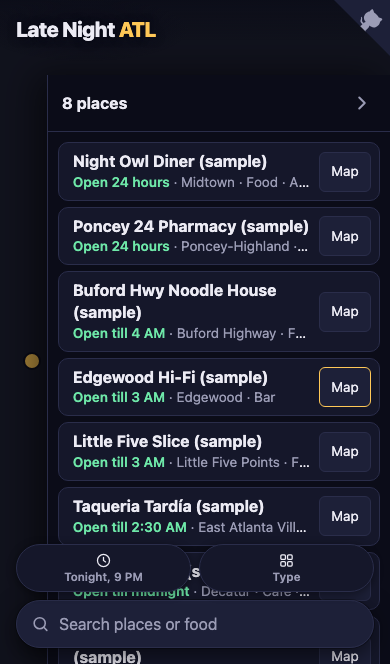 Late Night ATL
8 places
Night Owl Diner (sample)
Open 24 hours · Midtown · Food · A...
Map
Poncey 24 Pharmacy (sample)
Open 24 hours · Poncey-Highland ·...
Map
Buford Hwy Noodle House
(sample)
Open till 4 AM · Buford Highway · F...
Map
Edgewood Hi-Fi (sample)
Open till 3 AM · Edgewood · Bar
Map
Little Five Slice (sample)
Open till 3 AM · Little Five Points · F...
Map
Taqueria Tardía (sample)
Open till 2:30 AM · East Atlanta Vill...
Map
Tonight, 9 PM
Type
Open till midnight · Decatur · Cafe ·...
Search places or food
(sample)